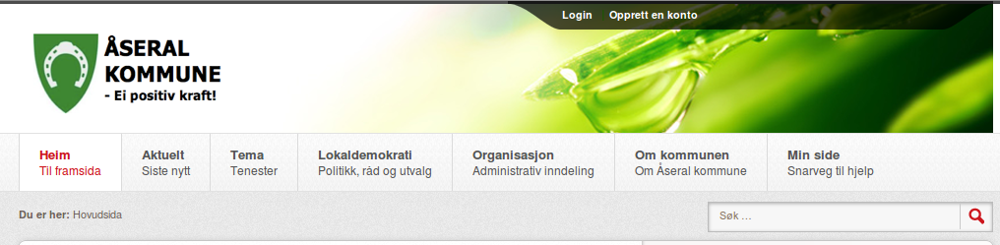 Login Opprett en konto
ÅSERAL
KOMMUNE
- Ei positiv kraft!
Heim Aktuelt Tema Lokaldemokrati Organisasjon Om kommunen Min side
Til framsida Siste nytt Tenester Politikk, råd og utvalg Administrativ inndeling Om Åseral kommune Snarveg til hjelp
Du er her: Hovudsida Søk ...